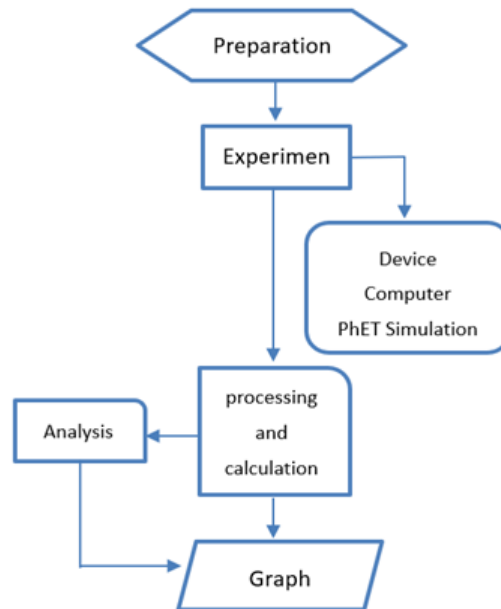 Preparation
Experimen
Device
Computer
PhET Simulation
processing
and
calculation
Analysis
Graph